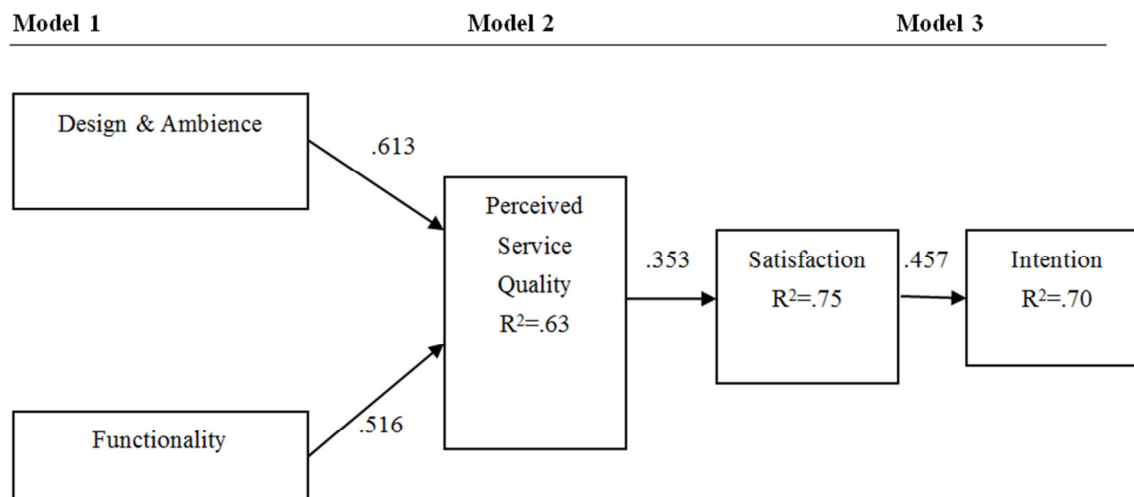 Model 1
Model 2
Model 3
Design & Ambience
.613
Perceived
Service
Quality
R²=.63
.353
Satisfaction
R²=.75
.457
Intention
R²=.70
Functionality
.516